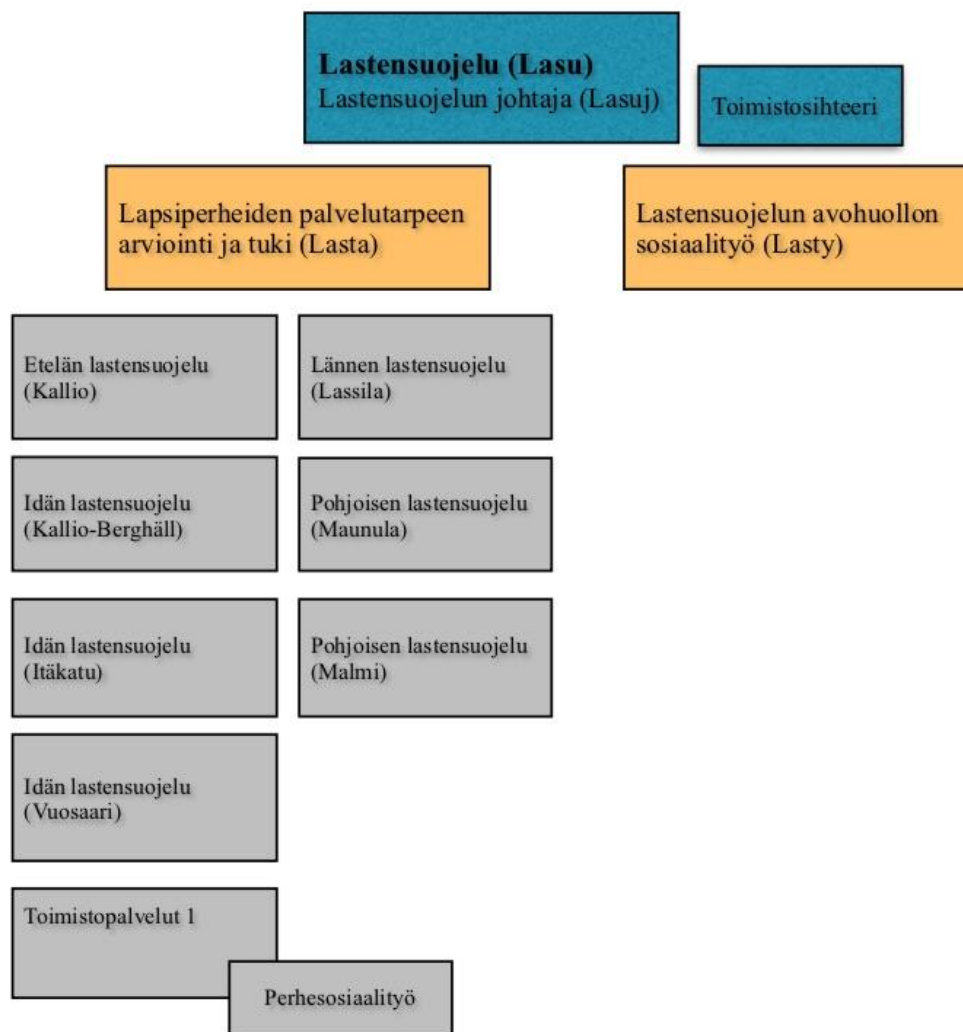 Lastensuojelu (Lasu)
Lastensuojelun johtaja (Lasuj)
Toimistosihteeri
Lapsiperheiden palvelutarpeen
arviointi ja tuki (Lasta)
Lastensuojelun avohuollon
sosiaalityö (Lasty)
Etelän lastensuojelu
(Kallio)
Lännen lastensuojelu
(Lassila)
Idän lastensuojelu
(Kallio-Berghäll)
Pohjoisen lastensuojelu
(Maunula)
Idän lastensuojelu
(Itäkatu)
Pohjoisen lastensuojelu
(Malmi)
Idän lastensuojelu
(Vuosaari)
Toimistopalvelut 1
Perhesosiaalityö